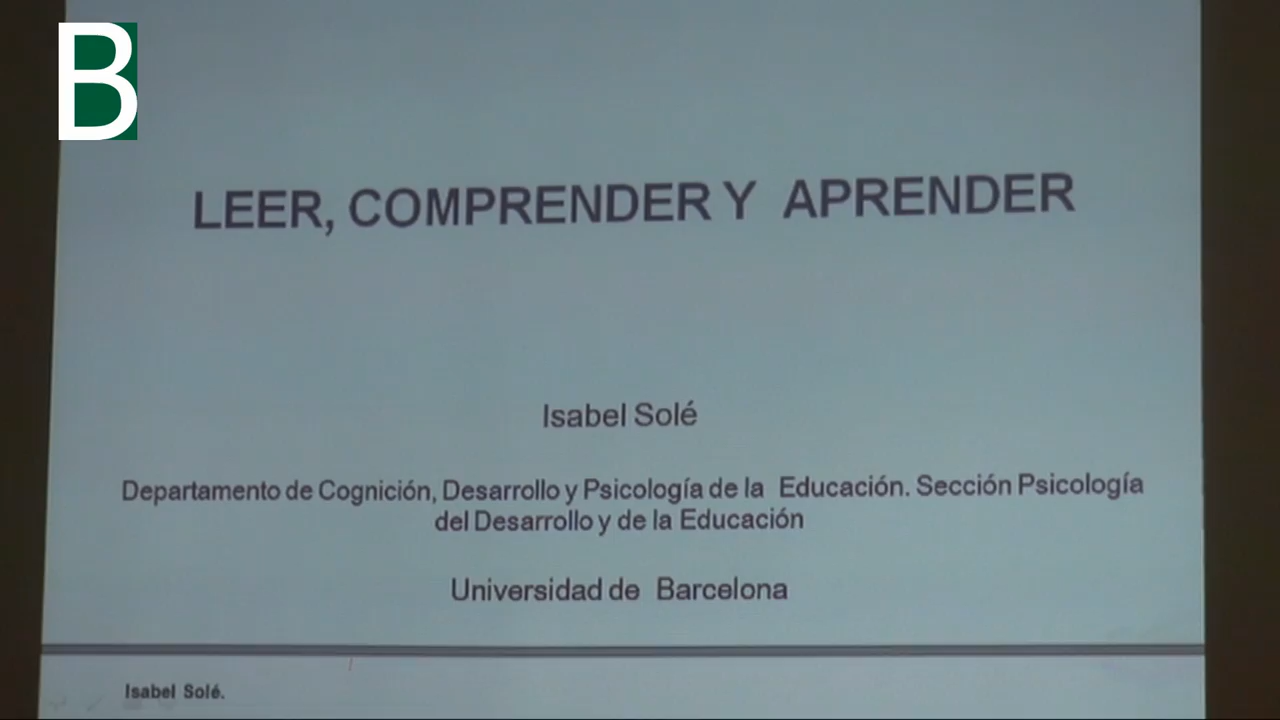 B
LEER, COMPRENDER Y APRENDER
Isabel Solé
Departamento de Cognición, Desarrollo y Psicología de la Educación. Sección Psicología
del Desarrollo y de la Educación
Universidad de Barcelona
Isabel Solé.